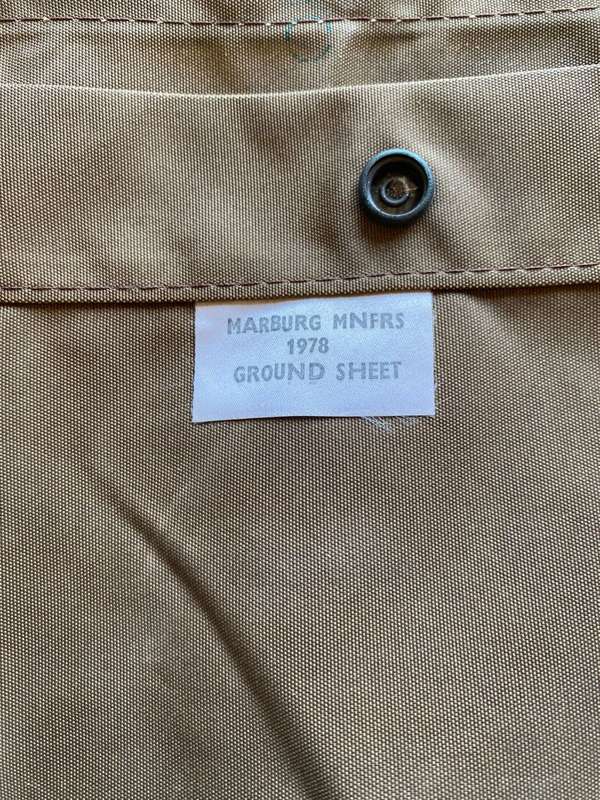 MARBURG MNFRS
1978
GROUND SHEET